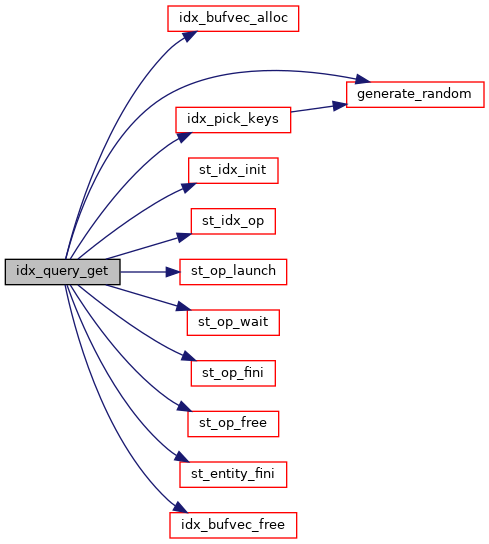 idx_bufvec_alloc
generate_random
idx_pick_keys
st_idx_init
st_idx_op
idx_query_get
st_op_launch
st_op_wait
st_op_fini
st_op_free
st_entity_fini
idx_bufvec_free